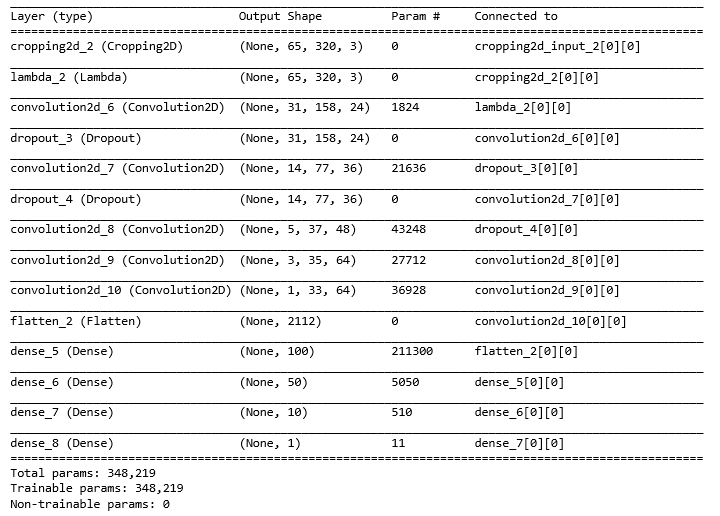 Layer (type) Output Shape Param # Connected to
cropping2d_2 (Cropping2D) (None, 65, 320, 3) 0 cropping2d_input_2[0][0]
lambda_2 (Lambda) (None, 65, 320, 3) 0 cropping2d_2[0][0]
convolution2d_6 (Convolution2D) (None, 31, 158, 24) 1824 lambda_2[0][0]
dropout_3 (Dropout) (None, 31, 158, 24) 0 convolution2d_6[0][0]
convolution2d_7 (Convolution2D) (None, 14, 77, 36) 21636 dropout_3[0][0]
dropout_4 (Dropout) (None, 14, 77, 36) 0 convolution2d_7[0][0]
convolution2d_8 (Convolution2D) (None, 5, 37, 48) 43248 dropout_4[0][0]
convolution2d_9 (Convolution2D) (None, 3, 35, 64) 27712 convolution2d_8[0][0]
convolution2d_10 (Convolution2D) (None, 1, 33, 64) 36928 convolution2d_9[0][0]
flatten_2 (Flatten) (None, 2112) 0 convolution2d_10[0][0]
dense_5 (Dense) (None, 100) 211300 flatten_2[0][0]
dense_6 (Dense) (None, 50) 5050 dense_5[0][0]
dense_7 (Dense) (None, 10) 510 dense_6[0][0]
dense_8 (Dense) (None, 1) 11 dense_7[0][0]
Total params: 348,219
Trainable params: 348,219
Non-trainable params: 0